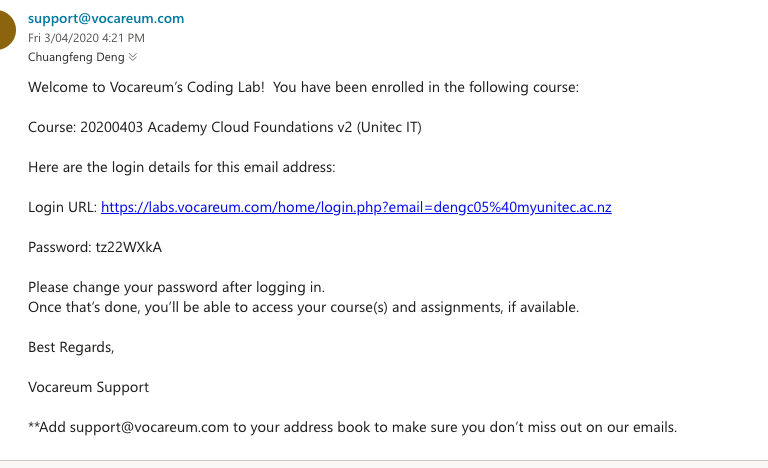 support@vocareum.com
Fri 3/04/2020 4:21 PM
Chuangfeng Deng
Welcome to Vocareum's Coding Lab!  You have been enrolled in the following course:
Course: 20200403 Academy Cloud Foundations v2 (Unitec IT)
Here are the login details for this email address:
Login URL: https://labs.vocareum.com/home/login.php?email=dengc05%40myunitec.ac.nz
Password: tz22WXkA
Please change your password after logging in.
Once that's done, you'll be able to access your course(s) and assignments, if available.
Best Regards,
Vocareum Support
**Add support@vocareum.com to your address book to make sure you don't miss out on our emails.